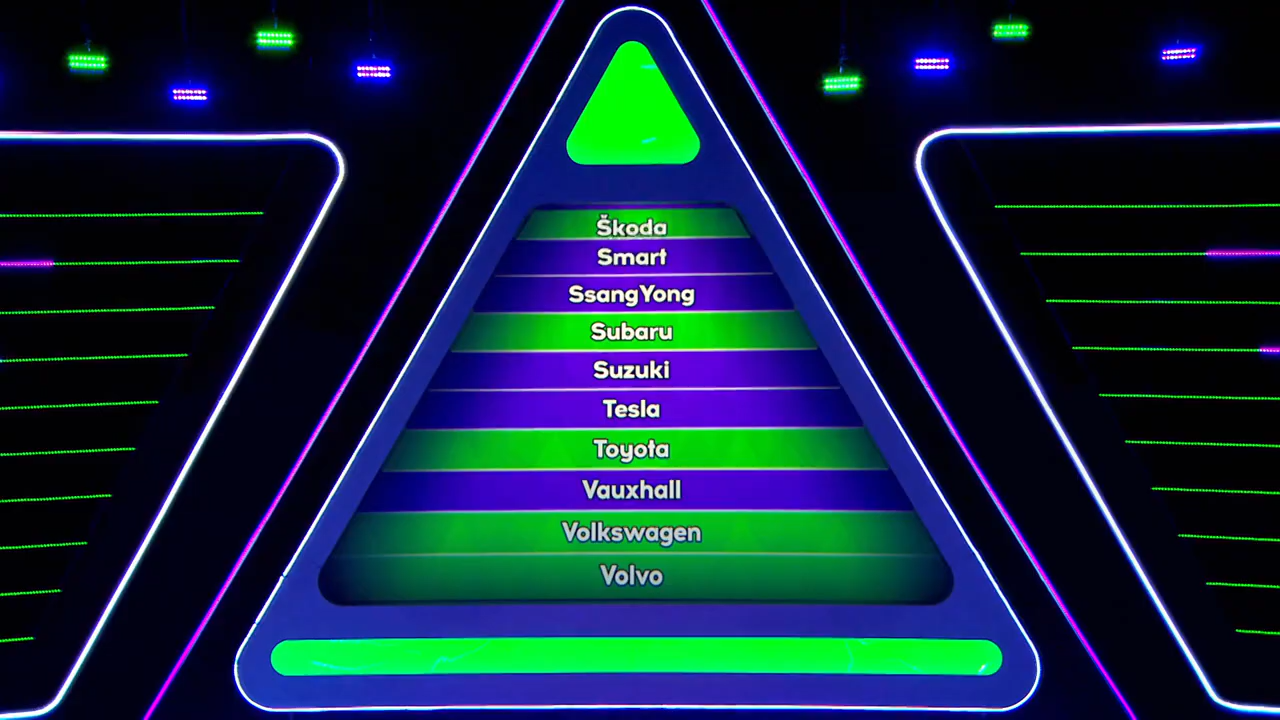 Škoda
Smart
SsangYong
Subaru
Suzuki
Tesla
Toyota
Vauxhall
Volkswagen
Volvo